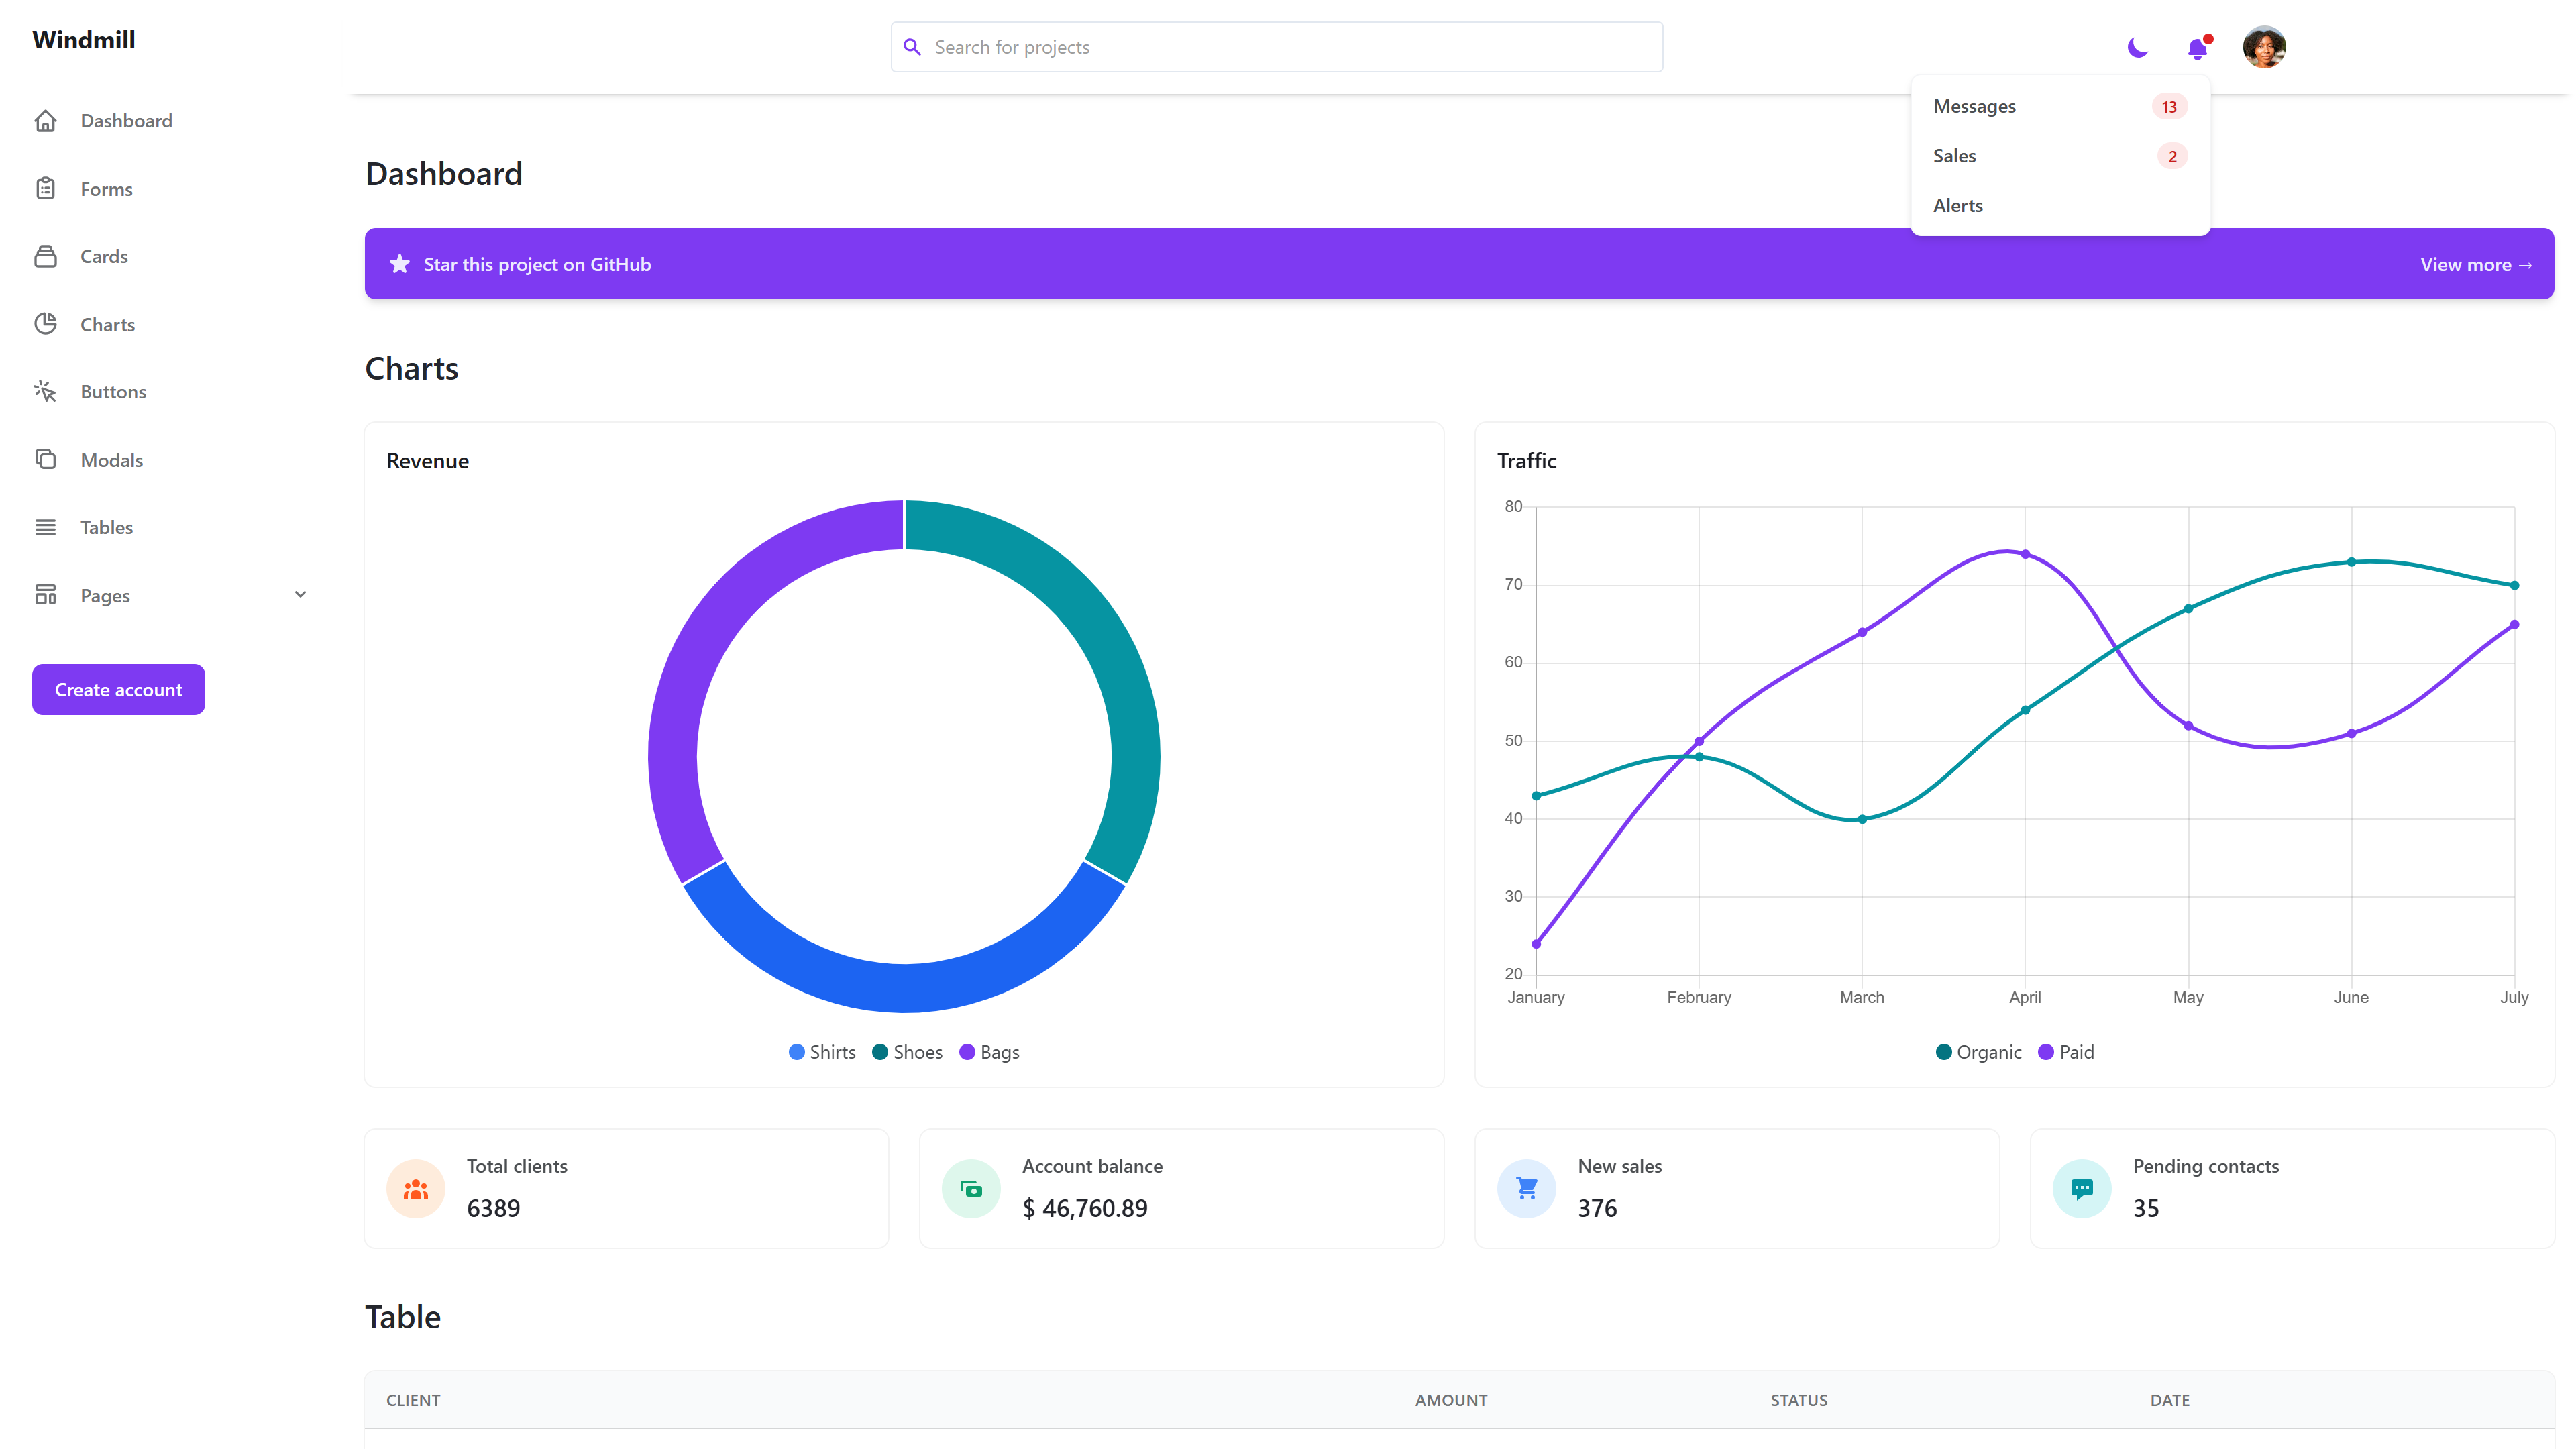 Windmill
Search for projects
Dashboard
Forms
Cards
Charts
Buttons
Modals
Tables
Pages
Create account
Messages 13
Sales 2
Alerts
Dashboard
Star this project on GitHub
View more →
Charts
Revenue
Shirts Shoes Bags
Traffic
80
70
60
50
40
30
20
January February March April May June July
Organic Paid
Total clients
6389
Account balance
$ 46,760.89
New sales
376
Pending contacts
35
Table
CLIENT AMOUNT STATUS DATE